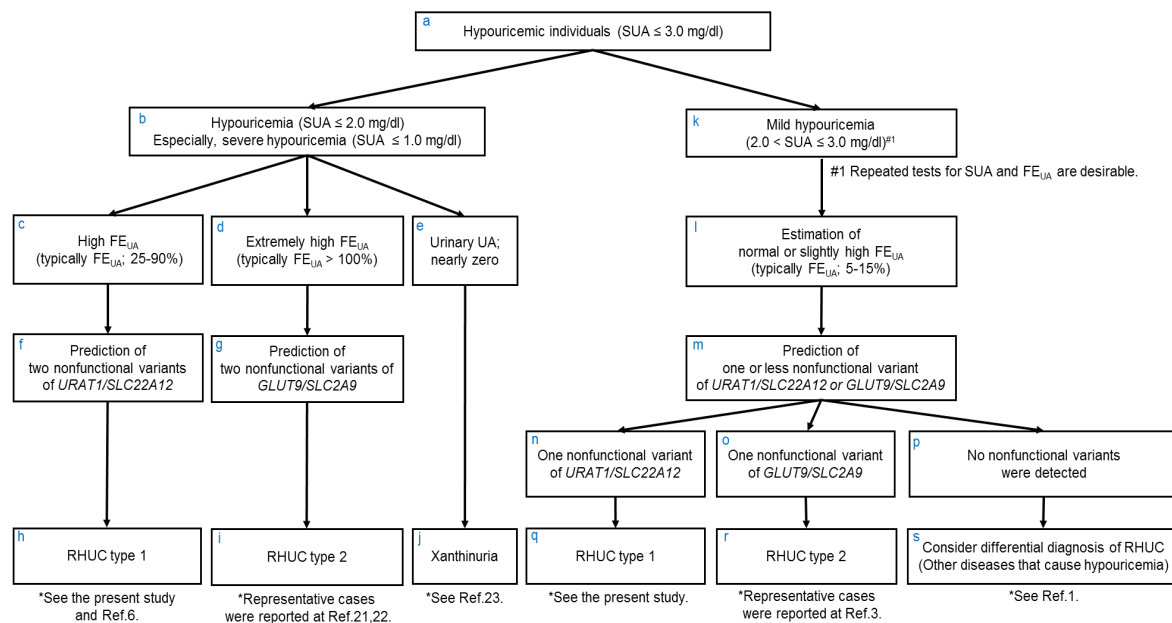 a
Hypouricemic individuals (SUA ≤ 3.0 mg/dl)
b
Hypouricemia (SUA ≤ 2.0 mg/dl)
Especially, severe hypouricemia (SUA ≤ 1.0 mg/dl)
k
Mild hypouricemia
(2.0 < SUA ≤ 3.0 mg/dl)#1
#1 Repeated tests for SUA and FEUA are desirable.
c
High FEUA
(typically FEUA; 25-90%)
d
Extremely high FEUA
(typically FEUA > 100%)
e
Urinary UA;
nearly zero
l
Estimation of
normal or slightly high FEUA
(typically FEUA; 5-15%)
f
Prediction of
two nonfunctional variants
of URAT1/SLC22A12
g
Prediction of
two nonfunctional variants of
GLUT9/SLC2A9
m
Prediction of
one or less nonfunctional variant
of URAT1/SLC22A12 or GLUT9/SLC2A9
n
One nonfunctional variant
of URAT1/SLC22A12
o
One nonfunctional variant
of GLUT9/SLC2A9
p
No nonfunctional variants
were detected
h
RHUC type 1
i
RHUC type 2
j
Xanthinuria
q
RHUC type 1
r
RHUC type 2
s
Consider differential diagnosis of RHUC
(Other diseases that cause hypouricemia)
*See the present study
and Ref.6.
*Representative cases
were reported at Ref.21,22.
*See Ref.23.
*See the present study.
*Representative cases
were reported at Ref.3.
*See Ref.1.